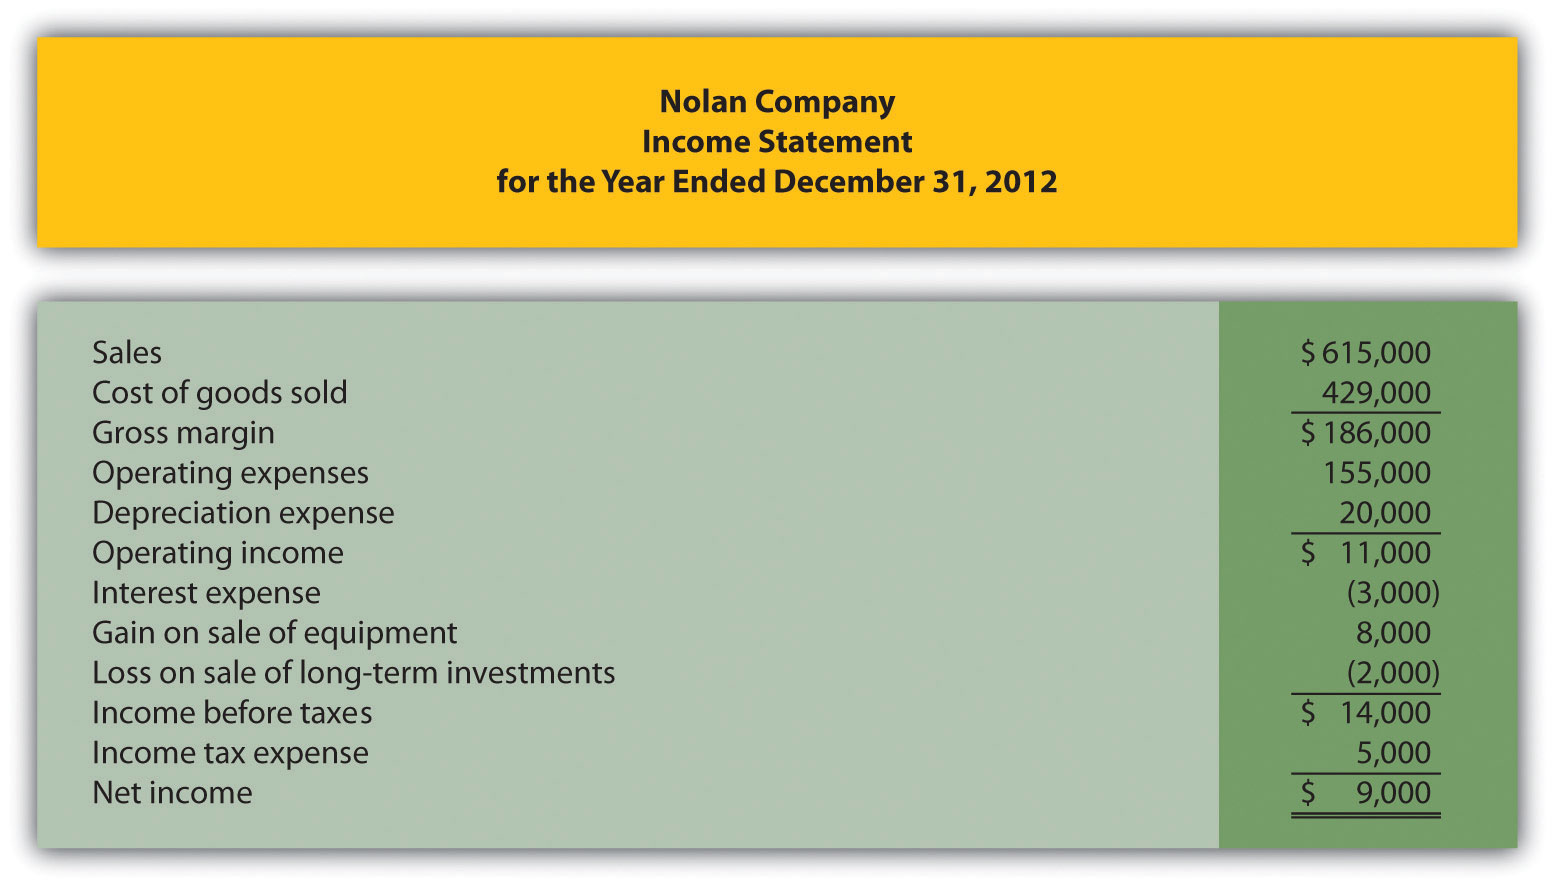 Nolan Company
Income Statement
for the Year Ended December 31, 2012
Sales $ 615,000
Cost of goods sold 429,000
Gross margin $ 186,000
Operating expenses 155,000
Depreciation expense 20,000
Operating income $ 11,000
Interest expense (3,000)
Gain on sale of equipment 8,000
Loss on sale of long-term investments (2,000)
Income before taxes $ 14,000
Income tax expense 5,000
Net income $ 9,000